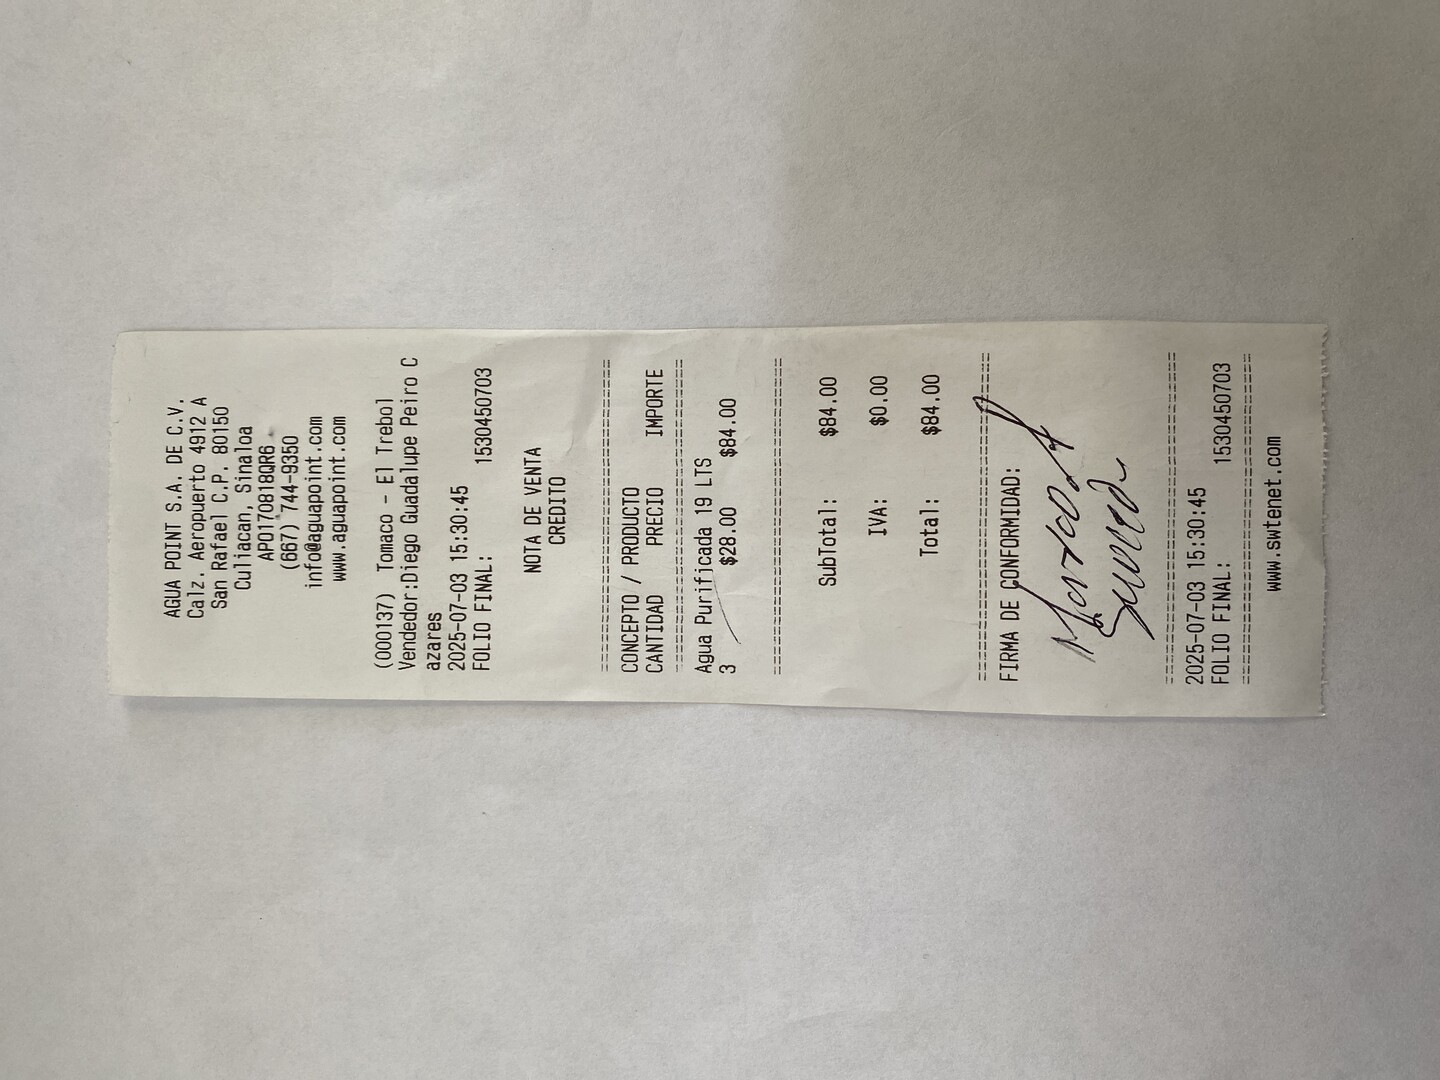 AGUA POINT S.A. DE C.V.
Calz. Aeropuerto 4912 A
San Rafael C.P. 80150
Culiacan, Sinaloa
APO170818QR6
(667) 744-9350
info@aguapoint.com
www.aguapoint.com
(000137) Tomaco - El Trebol
Vendedor:Diego Guadalupe Peiro C
azares
2025-07-03 15:30:45
FOLIO FINAL: 1530450703
NOTA DE VENTA
CREDITO
================================
CONCEPTO / PRODUCTO
CANTIDAD PRECIO IMPORTE
================================
Agua Purificada 19 LTS
3 $28.00 $84.00
================================
SubTotal: $84.00
IVA: $0.00
Total: $84.00
================================
FIRMA DE CONFORMIDAD:
================================
2025-07-03 15:30:45
FOLIO FINAL: 1530450703
================================
www.swtenet.com